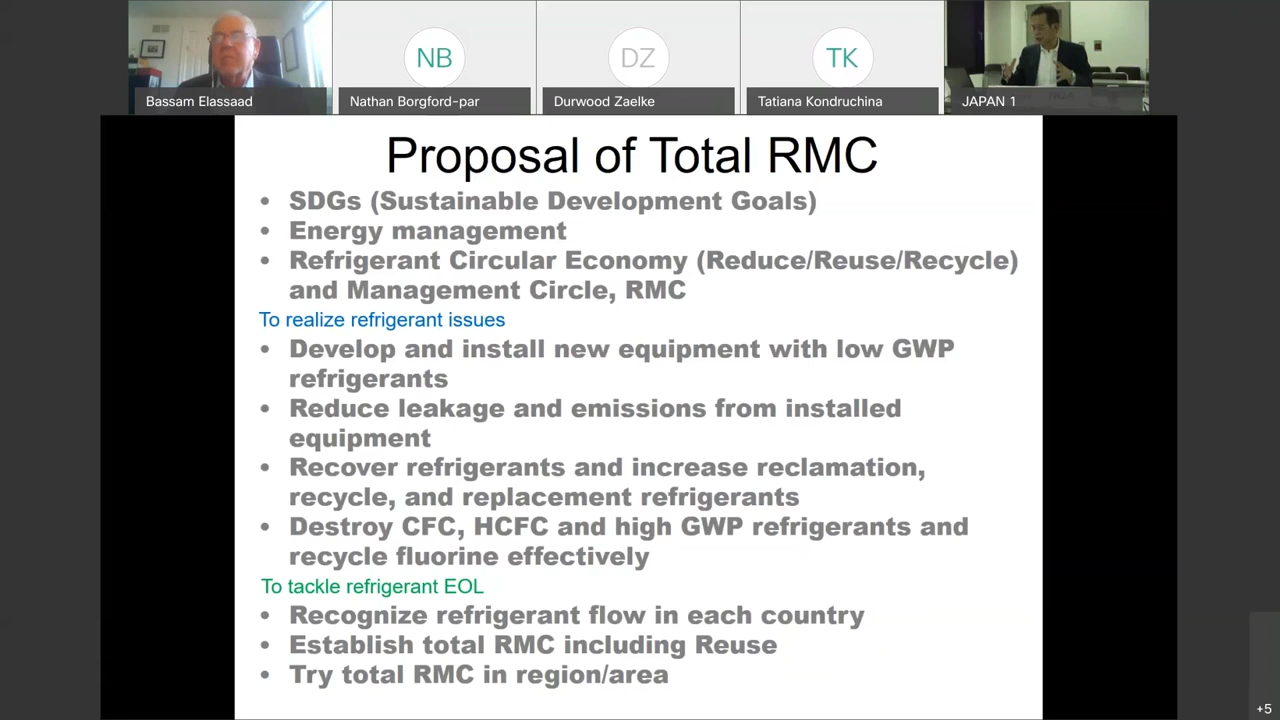 NB
DZ
TK
Bassam Elassaad
Nathan Borgford-par
Durwood Zaelke
Tatiana Kondruchina
JAPAN 1
Proposal of Total RMC
• SDGs (Sustainable Development Goals)
• Energy management
• Refrigerant Circular Economy (Reduce/Reuse/Recycle)
and Management Circle, RMC
To realize refrigerant issues
• Develop and install new equipment with low GWP
refrigerants
• Reduce leakage and emissions from installed
equipment
• Recover refrigerants and increase reclamation,
recycle, and replacement refrigerants
• Destroy CFC, HCFC and high GWP refrigerants and
recycle fluorine effectively
To tackle refrigerant EOL
• Recognize refrigerant flow in each country
• Establish total RMC including Reuse
• Try total RMC in region/area
+5